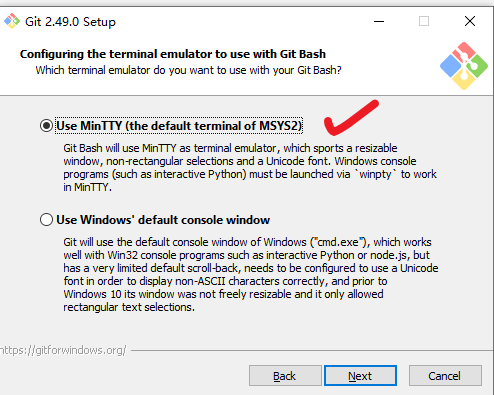 Git 2.49.0 Setup
Configuring the terminal emulator to use with Git Bash
Which terminal emulator do you want to use with your Git Bash?
Use MinTTY (the default terminal of MSYS2)
Git Bash will use MinTTY as terminal emulator, which sports a resizable
window, non-rectangular selections and a Unicode font. Windows console
programs (such as interactive Python) must be launched via `winpty` to work
in MinTTY.
Use Windows' default console window
Git will use the default console window of Windows ("cmd.exe"), which works
well with Win32 console programs such as interactive Python or node.js, but
has a very limited default scroll-back, needs to be configured to use a Unicode
font in order to display non-ASCII characters correctly, and prior to
Windows 10 its window was not freely resizable and it only allowed
rectangular text selections.
https://gitforwindows.org/
Back
Next
Cancel